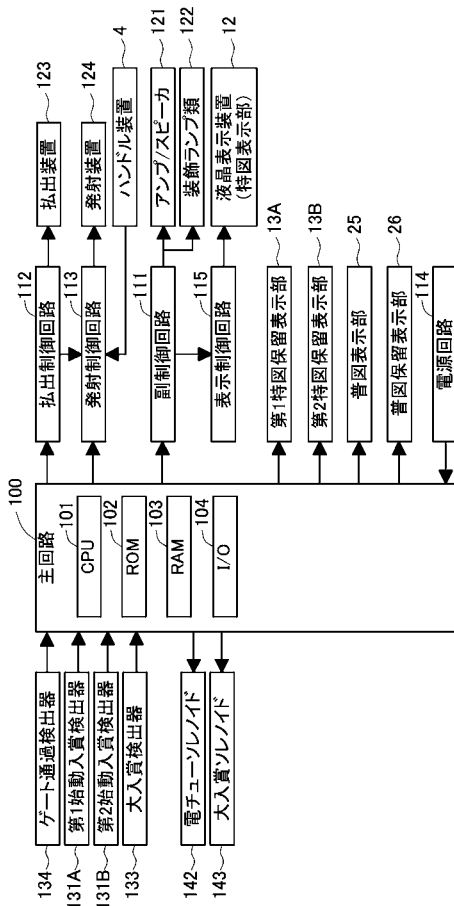 100
主回路
101
CPU
102
ROM
103
RAM
104
I/O
134
ゲート通過検出器
131A
第1始動入賞検出器
131B
第2始動入賞検出器
133
大入賞検出器
142
電チューソレノイド
143
大入賞ソレノイド
112
払出制御回路
123
払出装置
113
発射制御回路
124
発射装置
4
ハンドル装置
111
副制御回路
121
アンプ/スピーカ
122
装飾ランプ類
115
表示制御回路
12
液晶表示装置
(特図表示部)
13A
第1特図保留表示部
13B
第2特図保留表示部
25
普図表示部
26
普図保留表示部
114
電源回路